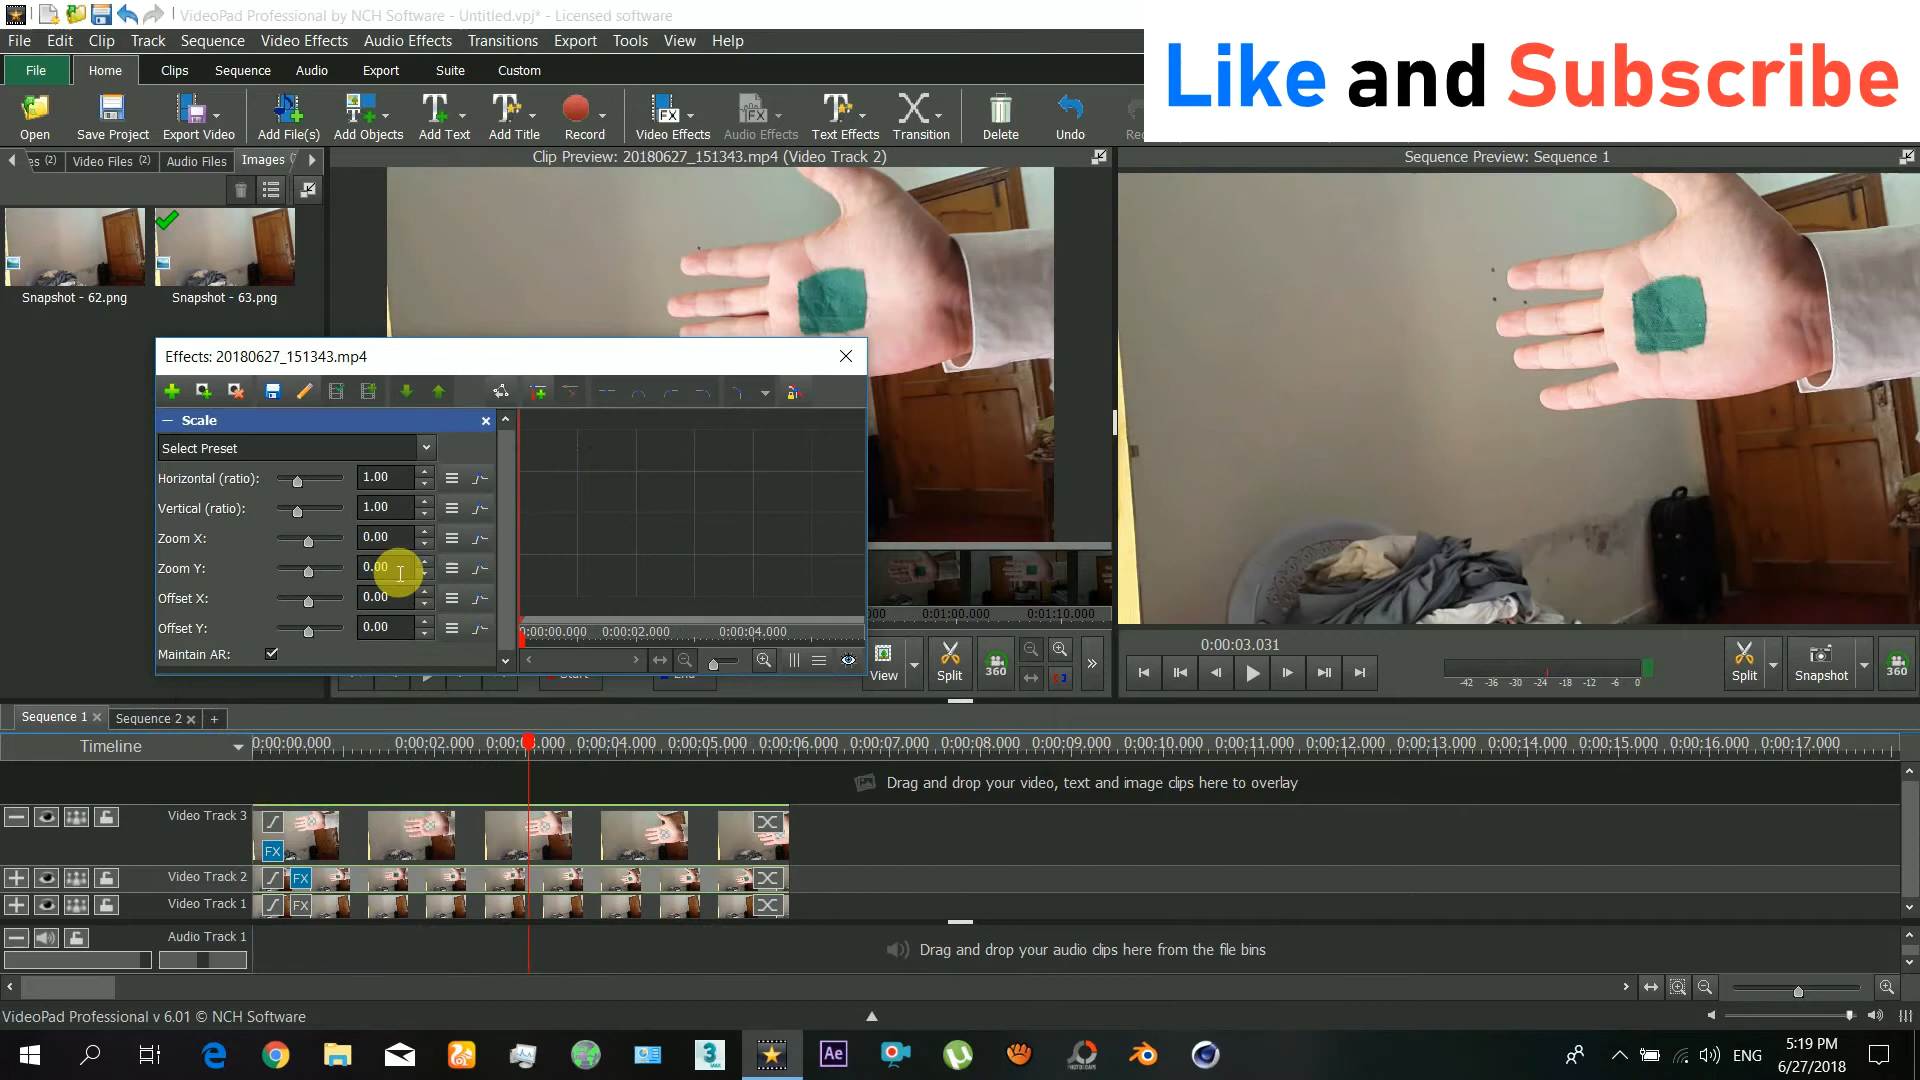 VideoPad Professional by NCH Software - Untitled.vpj* - Licensed software
File Edit Clip Track Sequence Video Effects Audio Effects Transitions Export Tools View Help
Like and Subscribe
File Home Clips Sequence Audio Export Suite Custom
Open Save Project Export Video Add File(s) Add Objects Add Text Add Title Record Video Effects Audio Effects Text Effects Transition Delete Undo
Video Files (2) Audio Files Images
Clip Preview: 20180627_151343.mp4 (Video Track 2)
Sequence Preview: Sequence 1
Snapshot - 62.png Snapshot - 63.png
Effects: 20180627_151343.mp4
Scale
Select Preset
Horizontal (ratio): 1.00
Vertical (ratio): 1.00
Zoom X: 0.00
Zoom Y: 0.00
Offset X: 0.00
Offset Y: 0.00
Maintain AR:
0:00:00.000 0:00:02.000 0:00:04.000
000 0:01:00.000 0:01:10.000
View Split 360
0:00:03.031
-42 -36 -30 -24 -18 -12 -6 0
Split Snapshot 360
Sequence 1 Sequence 2
Timeline
0:00:00.000 0:00:02.000 0:00:04.000 0:00:05.000 0:00:06.000 0:00:07.000 0:00:08.000 0:00:09.000 0:00:10.000 0:00:11.000 0:00:12.000 0:00:13.000 0:00:14.000 0:00:15.000 0:00:16.000 0:00:17.000
Drag and drop your video, text and image clips here to overlay
Video Track 3
FX
Video Track 2
FX
Video Track 1
FX
Audio Track 1
Drag and drop your audio clips here from the file bins
VideoPad Professional v 6.01 © NCH Software
ENG
5:19 PM
6/27/2018